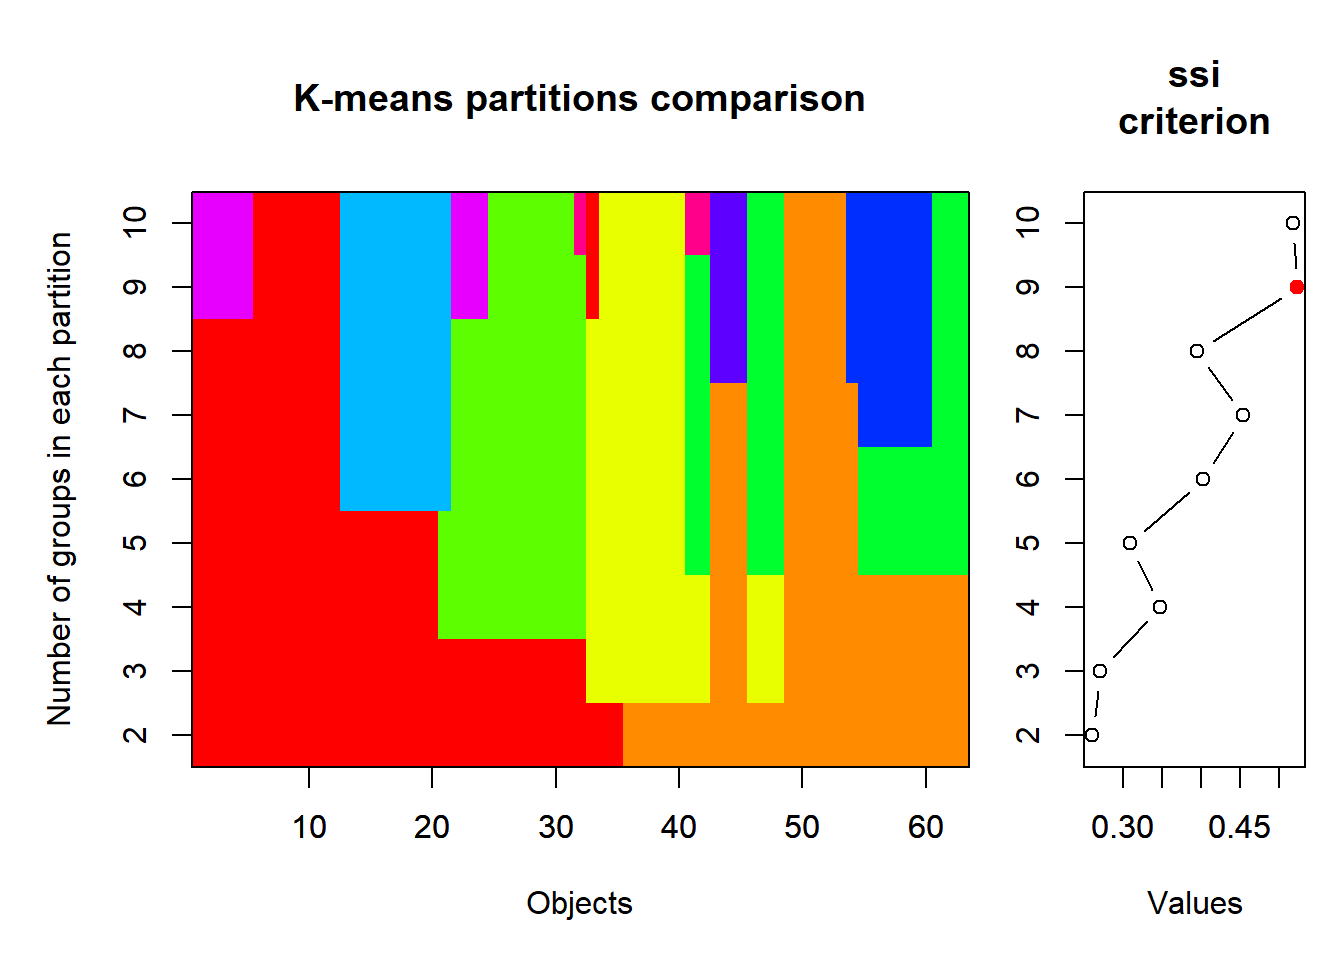 K-means partitions comparison
ssi
criterion
Number of groups in each partition
10
9
8
7
6
5
4
3
2
10 20 30 40 50 60
Objects
10
9
8
7
6
5
4
3
2
0.30 0.45
Values